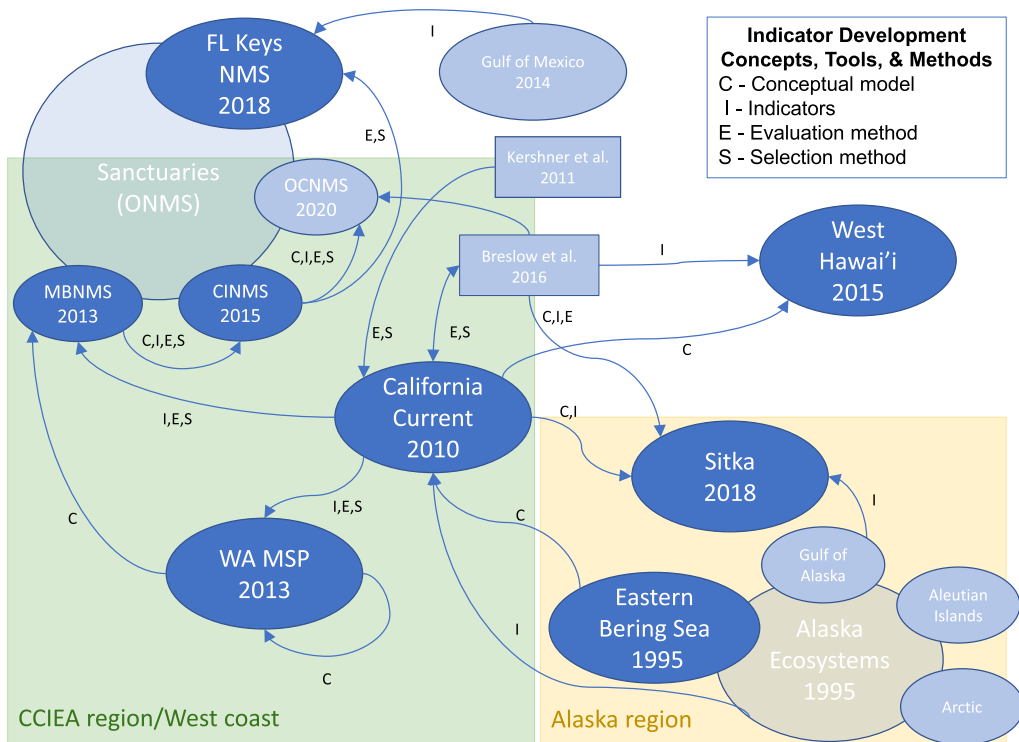 FL Keys
NMS
2018
I
Gulf of Mexico
2014
Indicator Development
Concepts, Tools, & Methods
C - Conceptual model
I - Indicators
E - Evaluation method
S - Selection method
E,S
Kershner et al.
2011
Sanctuaries
(ONMS)
OCNMS
2020
C,I,E,S
Breslow et al.
2016
I
West
Hawai’i
2015
MBNMS
2013
CINMS
2015
C,I,E,S
E,S
E,S
C,I,E
C
California
Current
2010
I,E,S
C,I
Sitka
2018
I,E,S
C
I
C
WA MSP
2013
Gulf of
Alaska
Aleutian
Islands
Eastern
Bering Sea
1995
Alaska
Ecosystems
1995
I
C
Arctic
CCIEA region/West coast
Alaska region